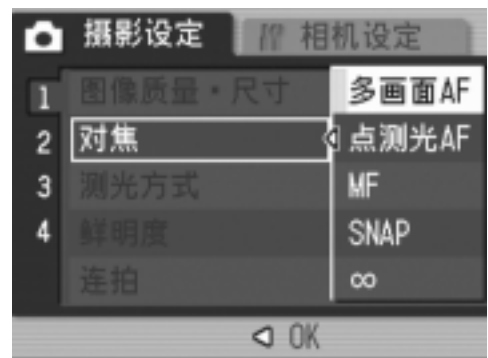 摄影设定 相机设定
1 图像质量・尺寸 多画面AF
2 对焦 点测光AF
3 测光方式 MF
4 鲜明度 SNAP
连拍 ∞
OK